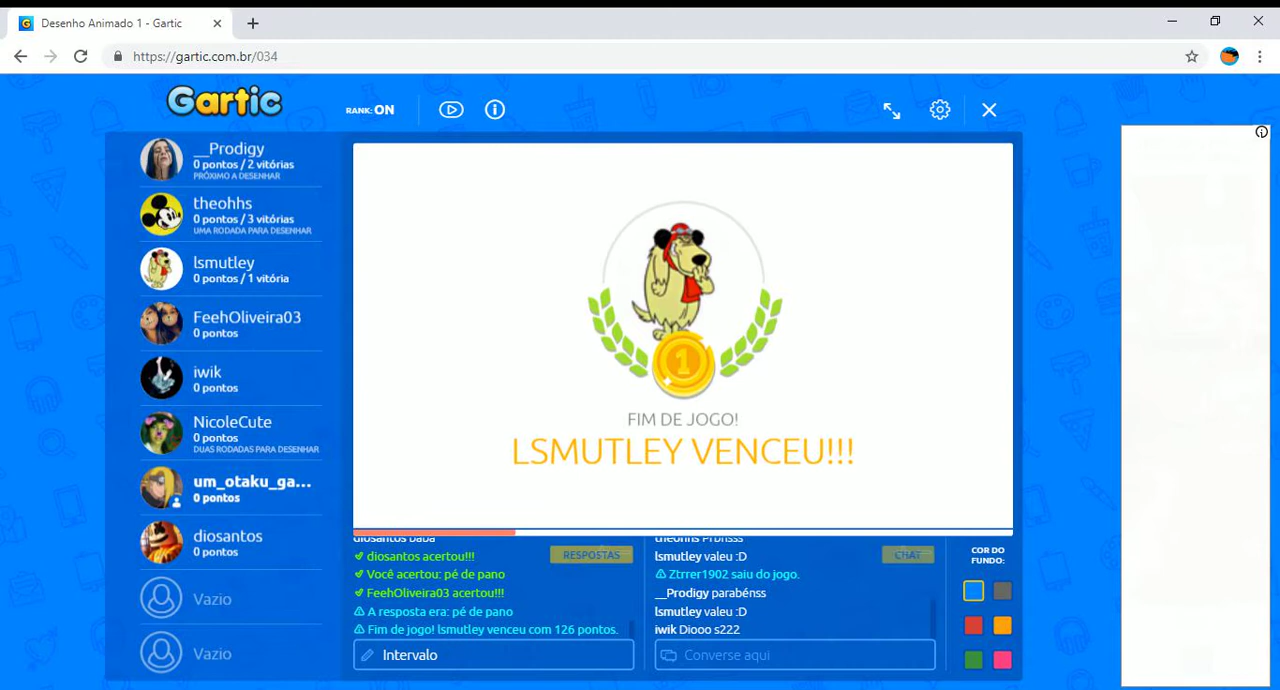 Desenho Animado 1 - Gartic
https://gartic.com.br/034
Gartic
RANK: ON
__Prodigy
0 pontos / 2 vitórias
PRÓXIMO A DESENHAR
theohhs
0 pontos / 3 vitórias
UMA RODADA PARA DESENHAR
lsmutley
0 pontos / 1 vitória
FeehOliveira03
0 pontos
iwik
0 pontos
NicoleCute
0 pontos
DUAS RODADAS PARA DESENHAR
um_otaku_ga...
0 pontos
diosantos
0 pontos
Vazio
Vazio
1
FIM DE JOGO!
LSMUTLEY VENCEU!!!
diosantos baba
diosantos acertou!!!
Você acertou: pé de pano
FeehOliveira03 acertou!!!
A resposta era: pé de pano
Fim de jogo! lsmutley venceu com 126 pontos.
RESPOSTAS
Intervalo
theohhs
lsmutley valeu :D
Ztrrer1902 saiu do jogo.
__Prodigy parabénsss
lsmutley valeu :D
iwik Diooo s222
CHAT
Converse aqui
COR DO
FUNDO: